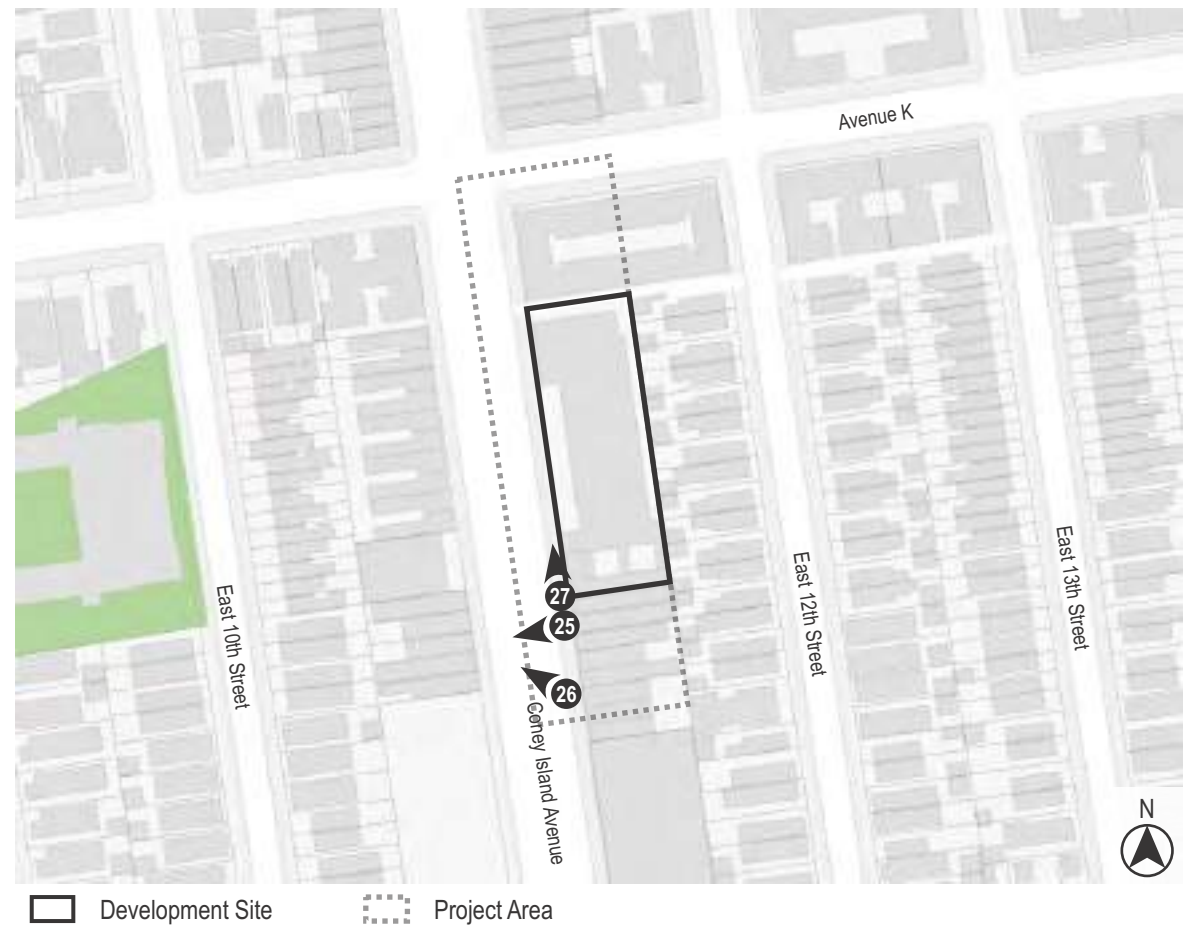 Avenue K
27
25
26
East 10th Street
Coney Island Avenue
East 12th Street
East 13th Street
N
Development Site
Project Area